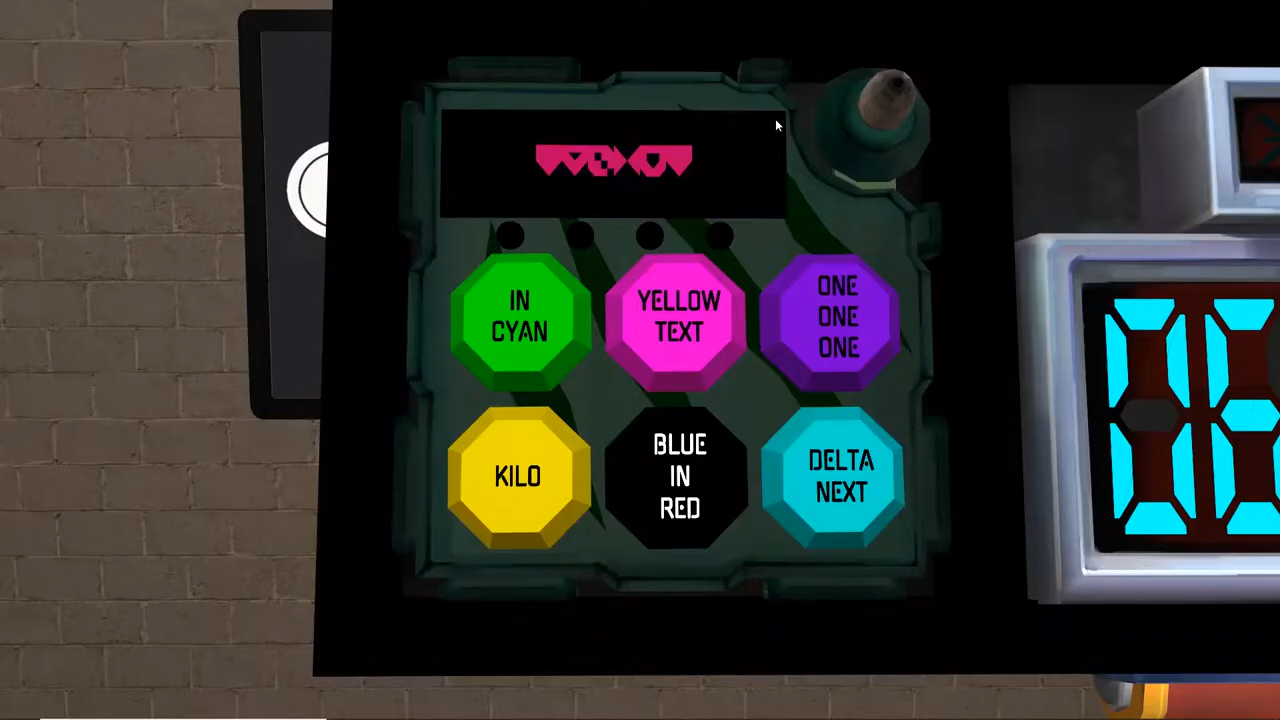 IN
CYAN
YELLOW
TEXT
ONE
ONE
ONE
KILO
BLUE
IN
RED
DELTA
NEXT